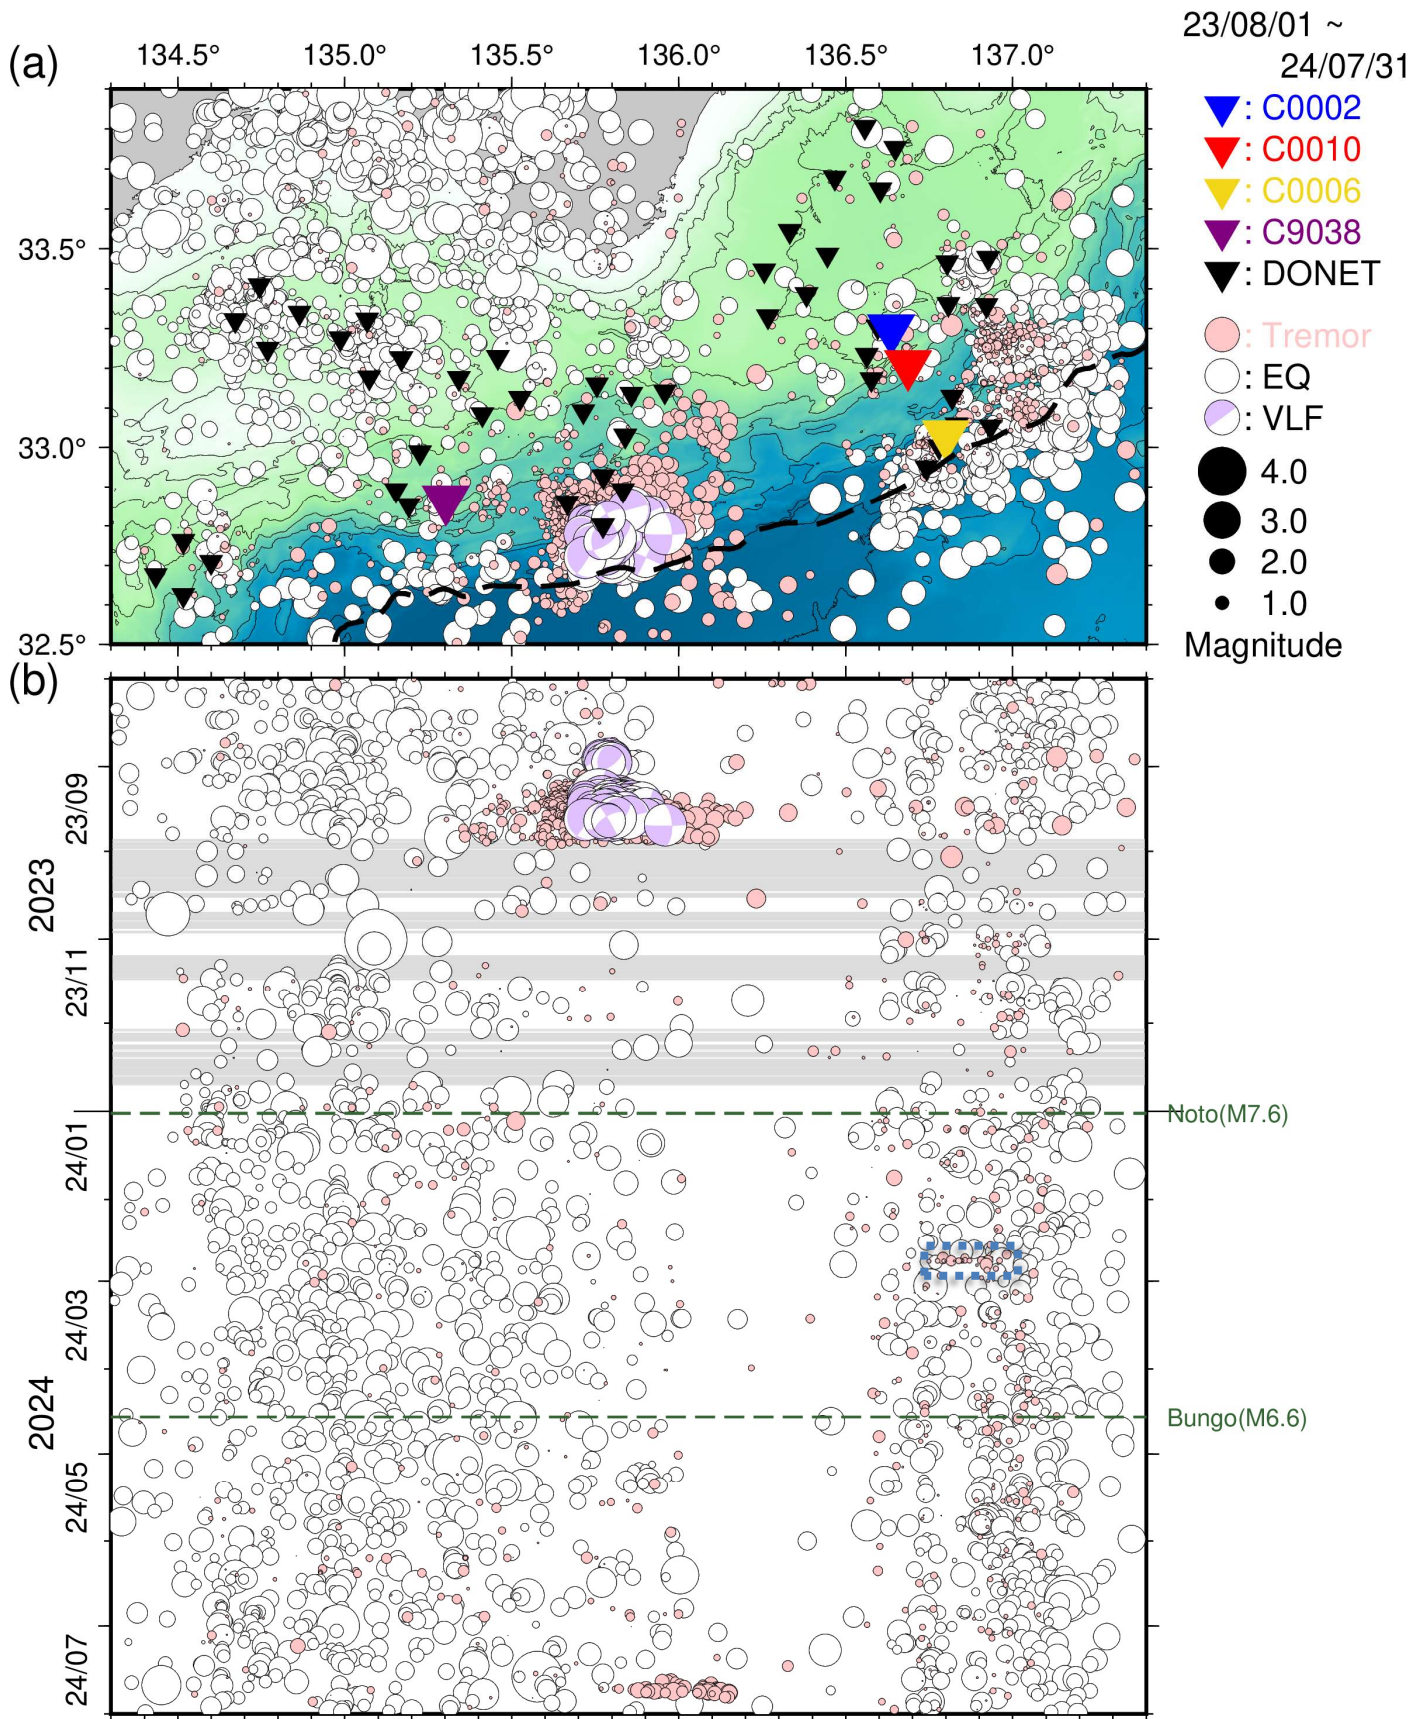 (a)
134.5° 135.0° 135.5° 136.0° 136.5° 137.0°
33.5°
33.0°
32.5°
23/08/01 ~
24/07/31
: C0002
: C0010
: C0006
: C9038
: DONET
: Tremor
: EQ
: VLF
4.0
3.0
2.0
1.0
Magnitude
(b)
2023
23/09
23/11
2024
24/01
24/03
24/05
24/07
Noto(M7.6)
Bungo(M6.6)